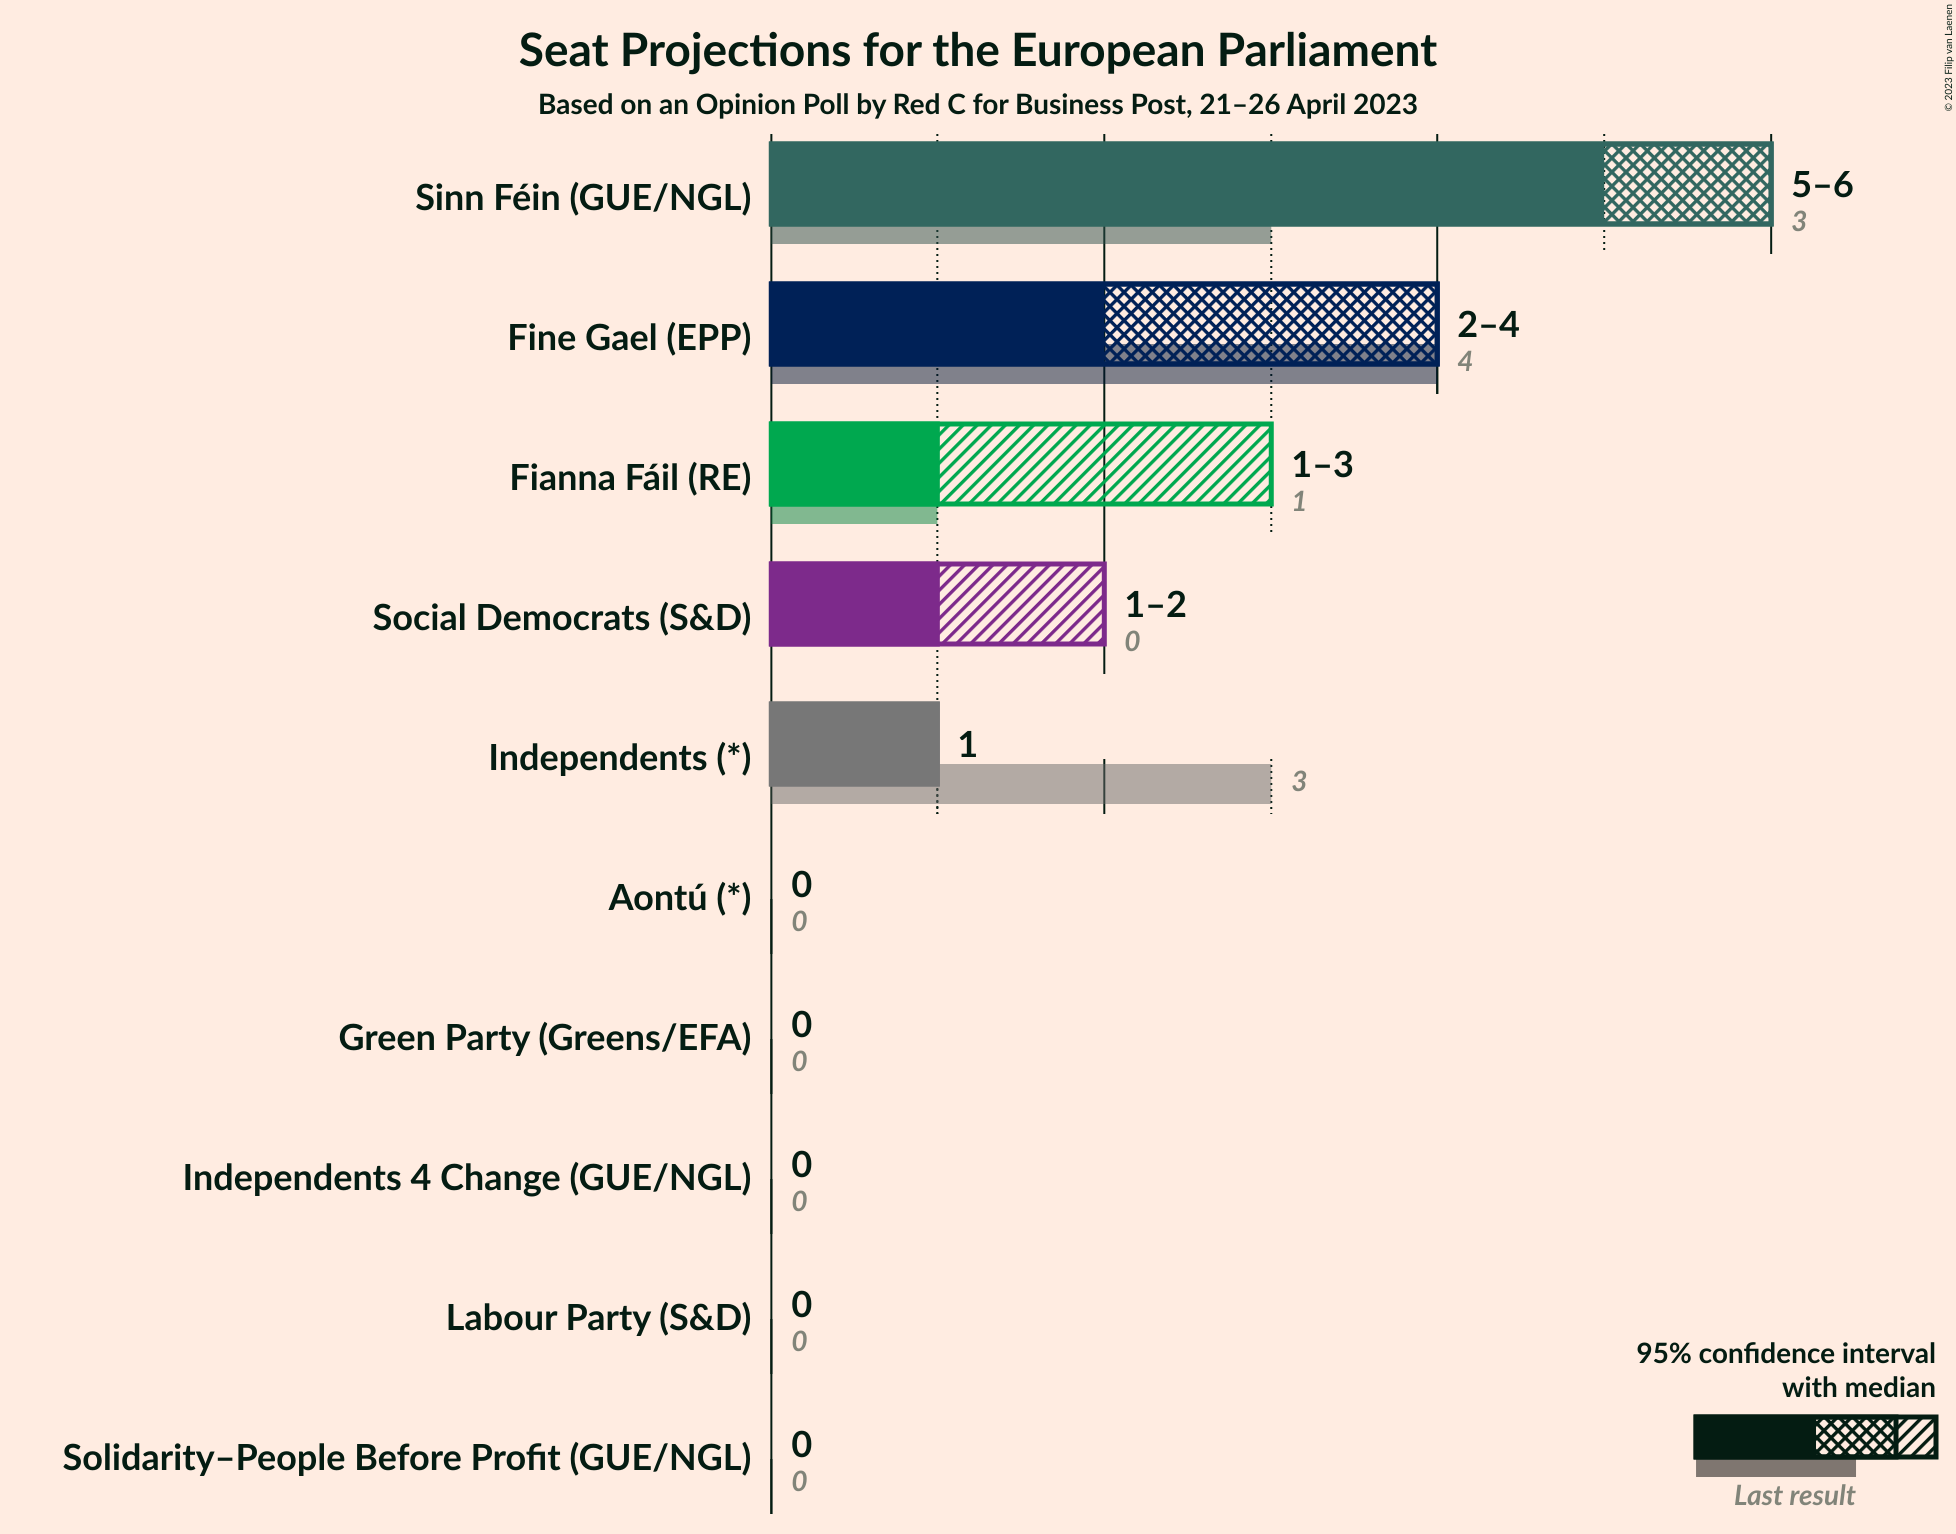 Seat Projections for the European Parliament
Based on an Opinion Poll by Red C for Business Post, 21–26 April 2023
© 2023 Filip van Laenen
Sinn Féin (GUE/NGL)
5–6
3
Fine Gael (EPP)
2–4
4
Fianna Fáil (RE)
1–3
1
Social Democrats (S&D)
1–2
0
Independents (*)
1
3
Aontú (*)
0
0
Green Party (Greens/EFA)
0
0
Independents 4 Change (GUE/NGL)
0
0
Labour Party (S&D)
0
0
Solidarity–People Before Profit (GUE/NGL)
0
0
95% confidence interval
with median
Last result